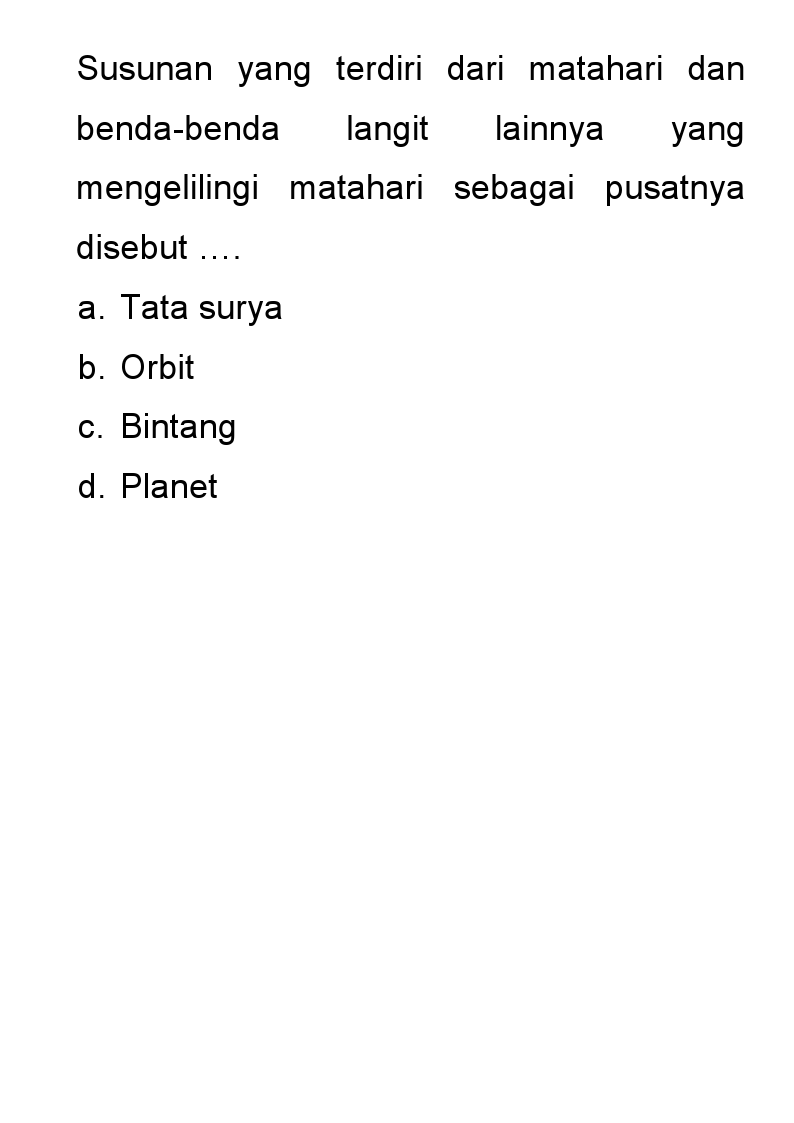 Susunan yang terdiri dari matahari dan
benda-benda langit lainnya yang
mengelilingi matahari sebagai pusatnya
disebut ….
a. Tata surya
b. Orbit
c. Bintang
d. Planet